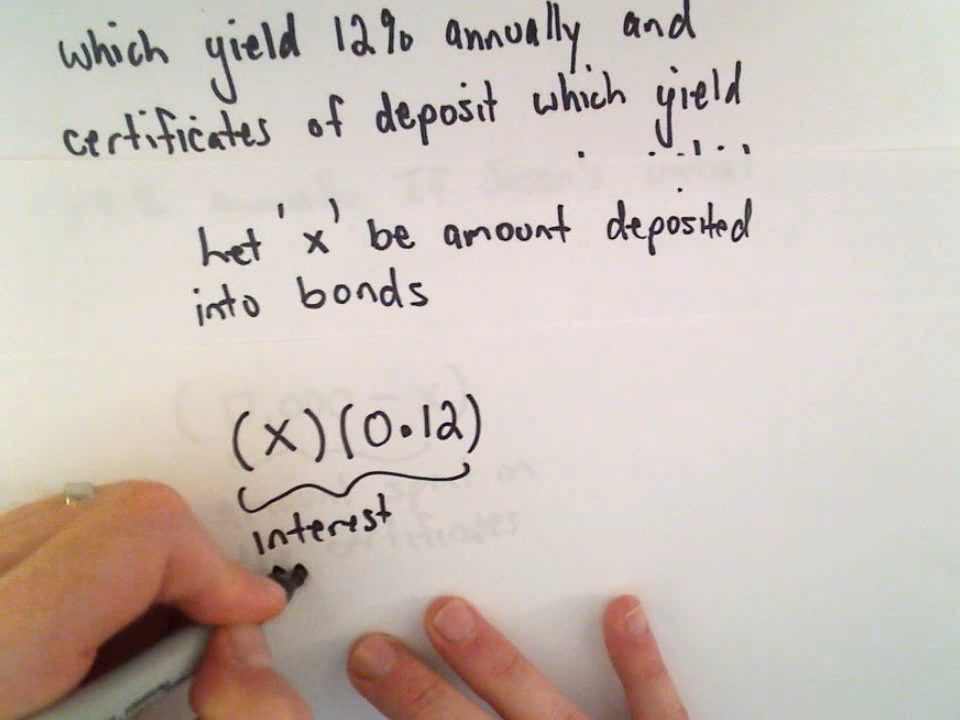 which yield 12% annually and
certificates of deposit which yield
Let 'x' be amount deposited
into bonds
(x)(0.12)
interest